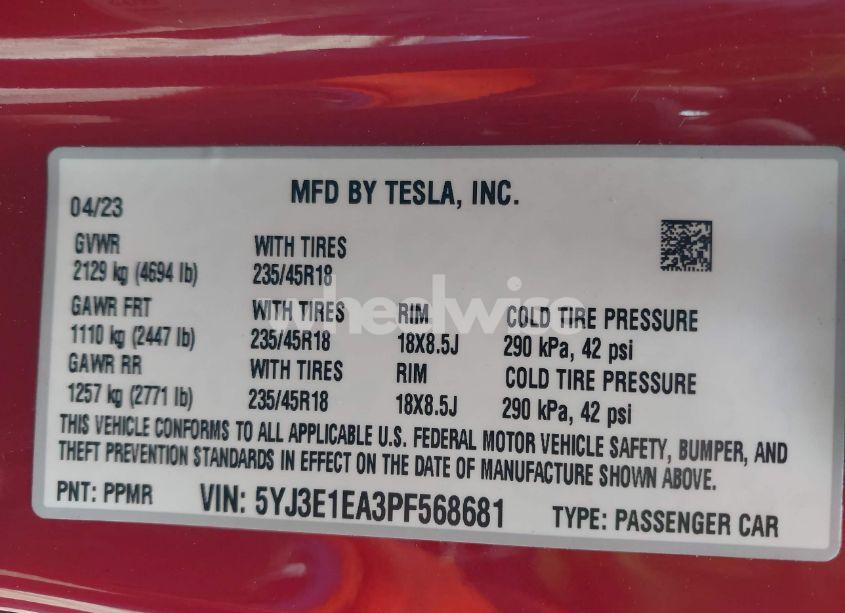 MFD BY TESLA, INC.
04/23
GVWR WITH TIRES
2129 kg (4694 lb) 235/45R18
GAWR FRT WITH TIRES RIM COLD TIRE PRESSURE
1110 kg (2447 lb) 235/45R18 18X8.5J 290 kPa, 42 psi
GAWR RR WITH TIRES RIM COLD TIRE PRESSURE
1257 kg (2771 lb) 235/45R18 18X8.5J 290 kPa, 42 psi
THIS VEHICLE CONFORMS TO ALL APPLICABLE U.S. FEDERAL MOTOR VEHICLE SAFETY, BUMPER, AND
THEFT PREVENTION STANDARDS IN EFFECT ON THE DATE OF MANUFACTURE SHOWN ABOVE.
PNT: PPMR VIN: 5YJ3E1EA3PF568681 TYPE: PASSENGER CAR
wheelwise